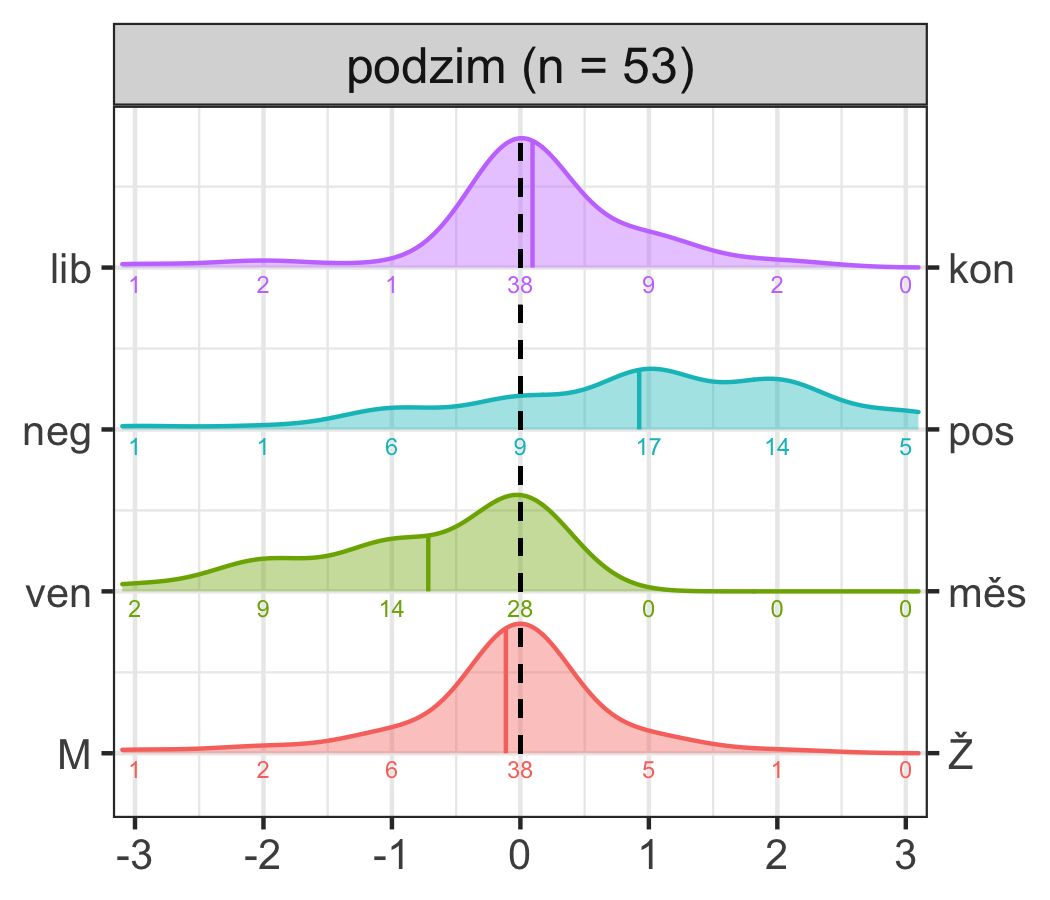 podzim (n = 53)
lib kon
1 2 1 38 9 2 0
neg pos
1 1 6 9 17 14 5
ven měs
2 9 14 28 0 0 0
M Ž
1 2 6 38 5 1 0
-3 -2 -1 0 1 2 3